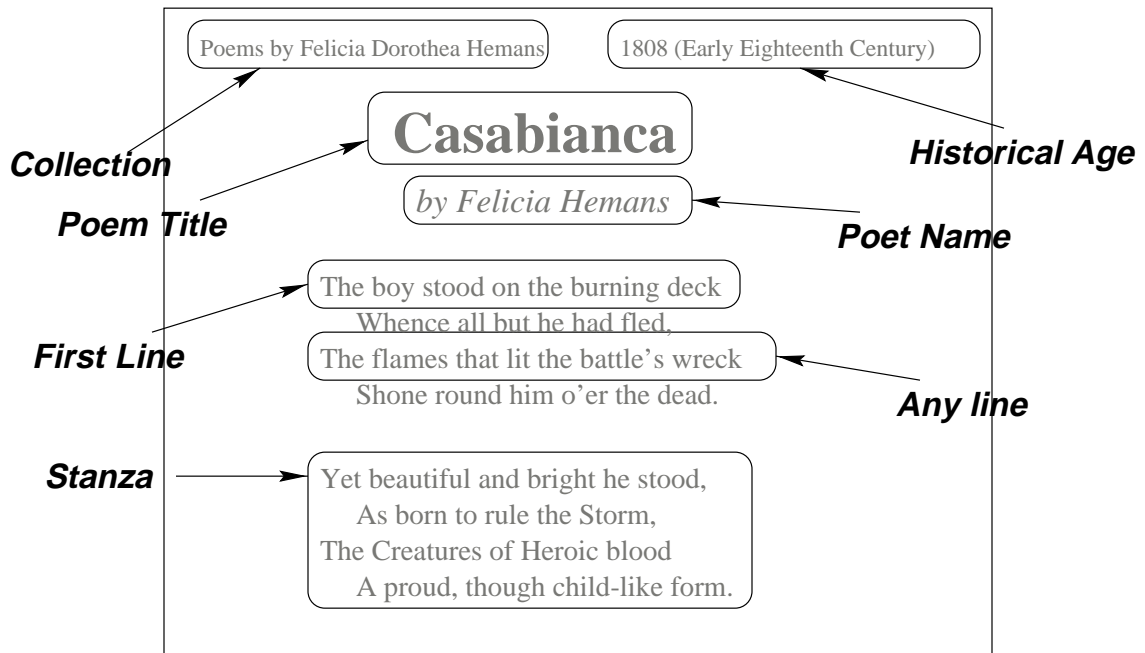 Poems by Felicia Dorothea Hemans
1808 (Early Eighteenth Century)
Casabianca
Collection
Historical Age
by Felicia Hemans
Poem Title
Poet Name
The boy stood on the burning deck
Whence all but he had fled,
First Line
The flames that lit the battle's wreck
Shone round him o'er the dead.
Any line
Stanza
Yet beautiful and bright he stood,
As born to rule the Storm,
The Creatures of Heroic blood
A proud, though child-like form.